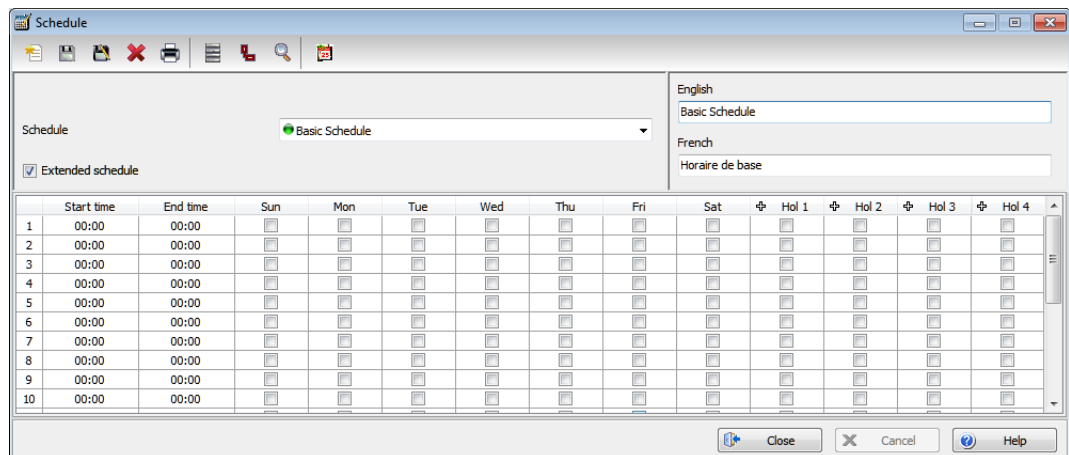 Schedule
25
English
Basic Schedule
Schedule
Basic Schedule
French
Horaire de base
Extended schedule
Start time End time Sun Mon Tue Wed Thu Fri Sat Hol 1 Hol 2 Hol 3 Hol 4
1 00:00 00:00
2 00:00 00:00
3 00:00 00:00
4 00:00 00:00
5 00:00 00:00
6 00:00 00:00
7 00:00 00:00
8 00:00 00:00
9 00:00 00:00
10 00:00 00:00
Close Cancel Help